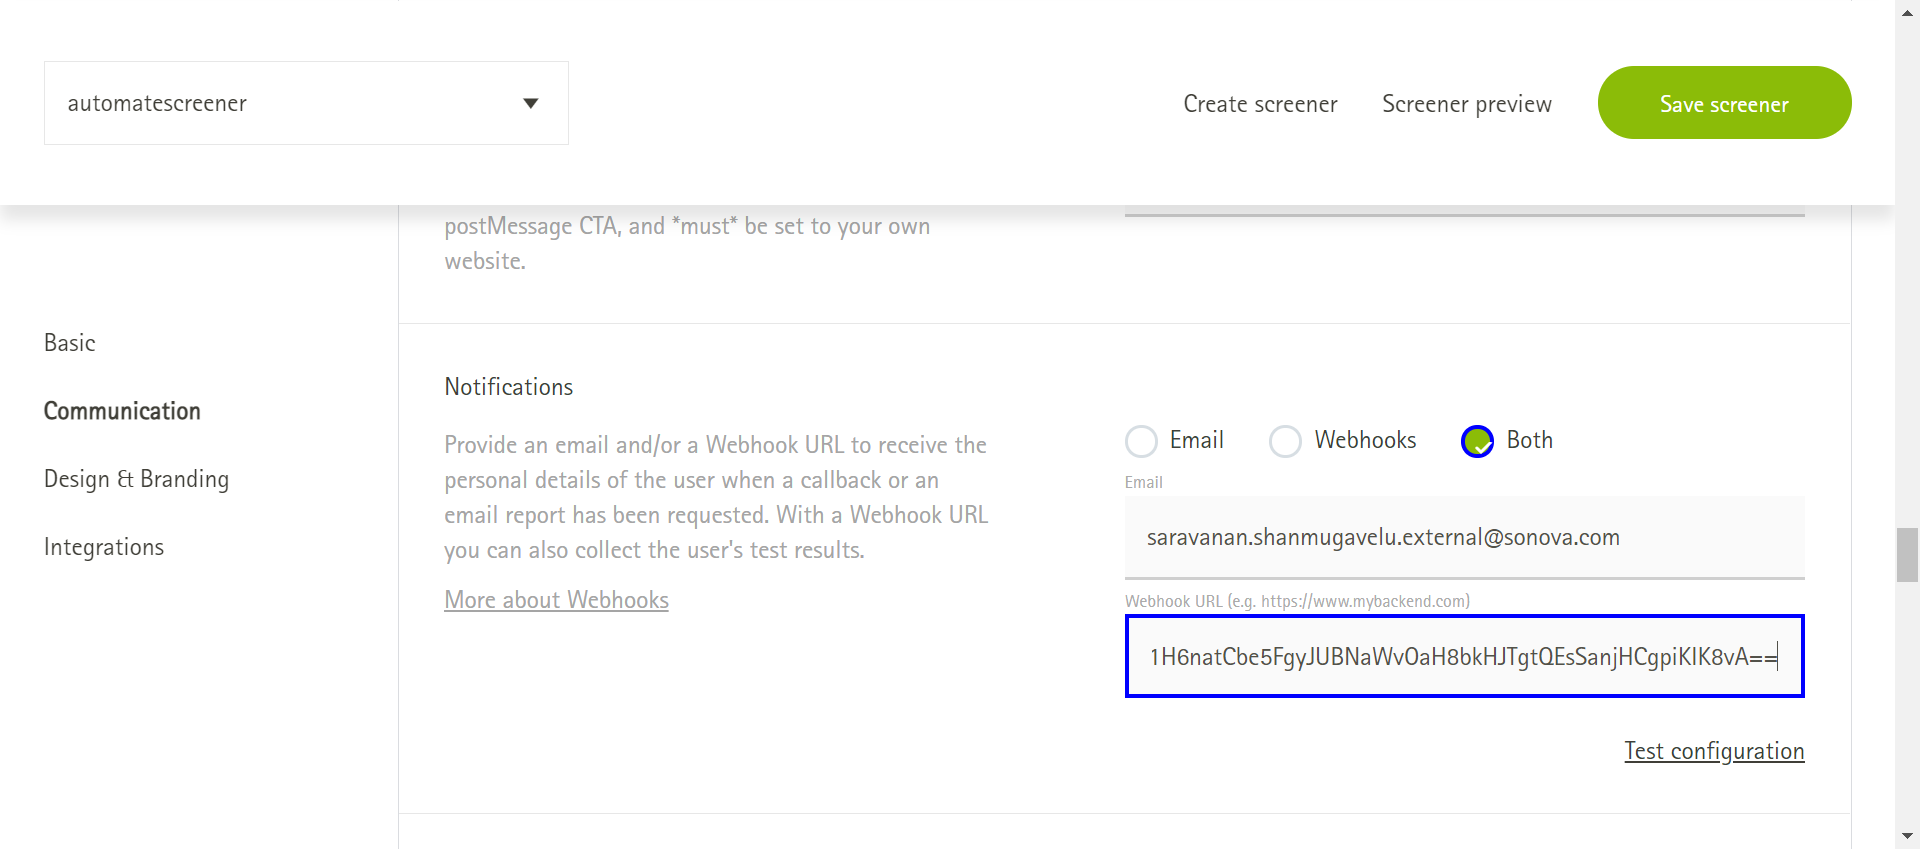 automatescreener
Create screener
Screener preview
Save screener
postMessage CTA, and *must* be set to your own
website.
Basic
Communication
Design & Branding
Integrations
Notifications
Provide an email and/or a Webhook URL to receive the
personal details of the user when a callback or an
email report has been requested. With a Webhook URL
you can also collect the user's test results.
More about Webhooks
Email
Webhooks
Both
Email
saravanan.shanmugavelu.external@sonova.com
Webhook URL (e.g. https://www.mybackend.com)
1H6natCbe5FgyJUBNaWvOaH8bkHJTgtQEsSanjHCgpiKIK8vA==
Test configuration